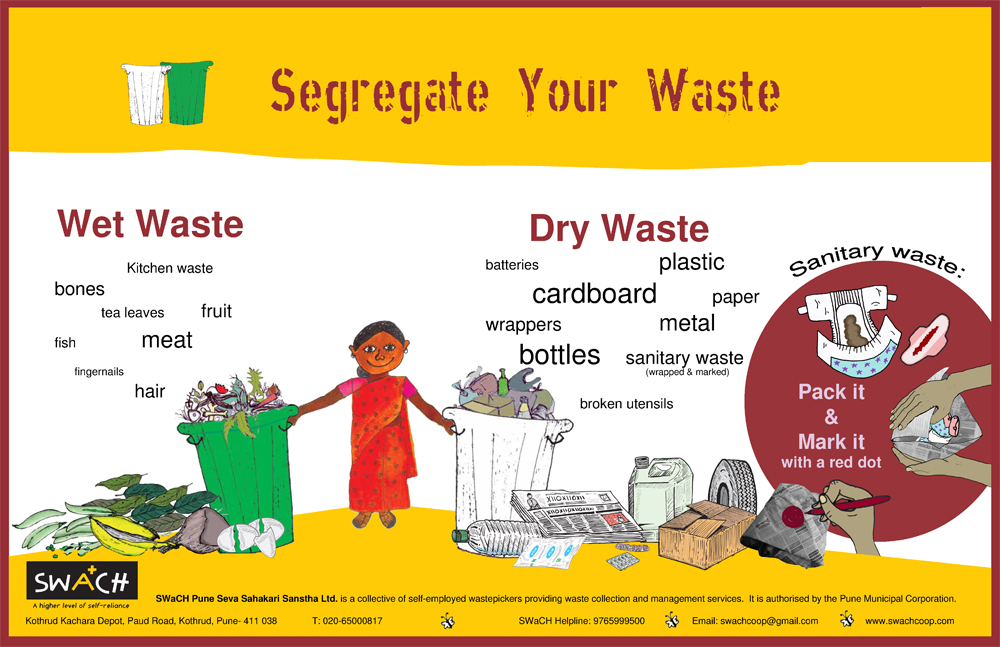 Segregate Your Waste
Wet Waste
Kitchen waste
bones
tea leaves
fruit
fish
meat
fingernails
hair
Dry Waste
batteries
plastic
cardboard
paper
wrappers
metal
bottles
sanitary waste
(wrapped & marked)
broken utensils
Sanitary waste:
Pack it
&
Mark it
with a red dot
SWACH
A higher level of self-reliance
SWaCH Pune Seva Sahakari Sanstha Ltd. is a collective of self-employed wastepickers providing waste collection and management services. It is authorised by the Pune Municipal Corporation.
Kothrud Kachara Depot, Paud Road, Kothrud, Pune- 411 038 T: 020-65000817 SWaCH Helpline: 9765999500 Email: swachcoop@gmail.com www.swachcoop.com